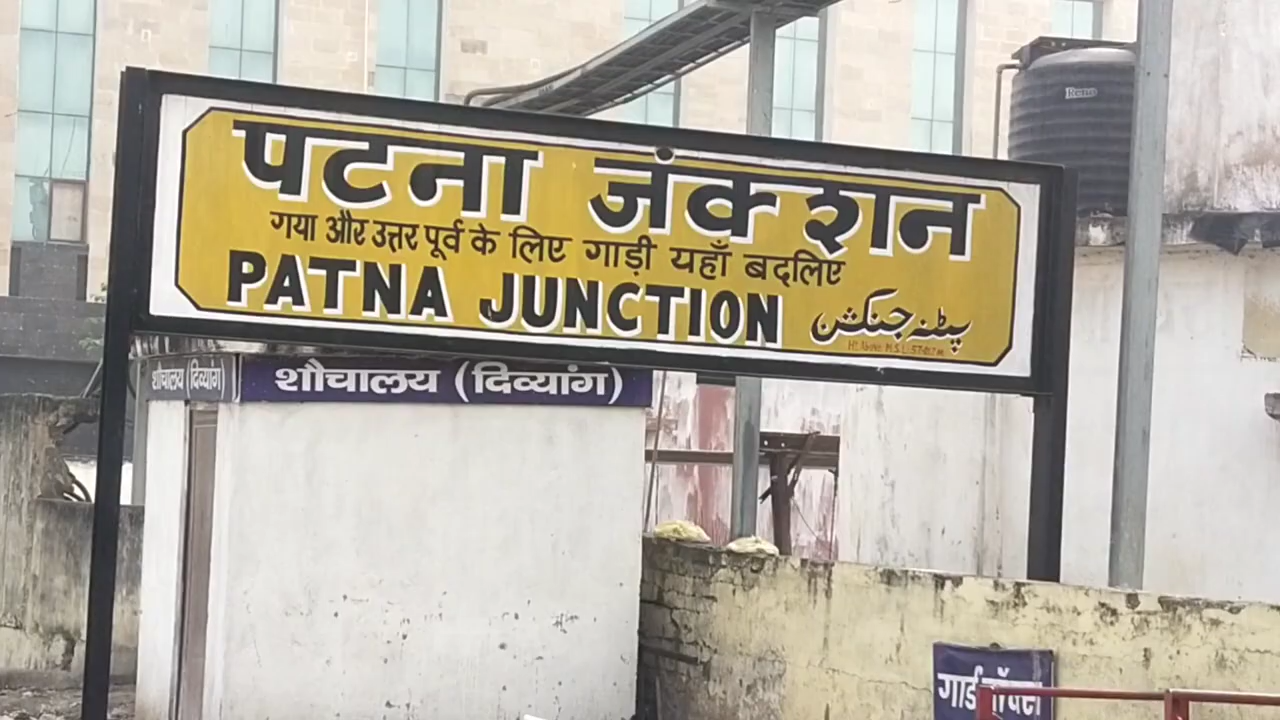 पटना जंकशन
गया और उत्तर पूर्व के लिए गाड़ी यहाँ बदलिए
PATNA JUNCTION
پٹنہ جنکشن
शौचालय (दिव्यांग)
शौचालय (दिव्यांग)
गार्ड